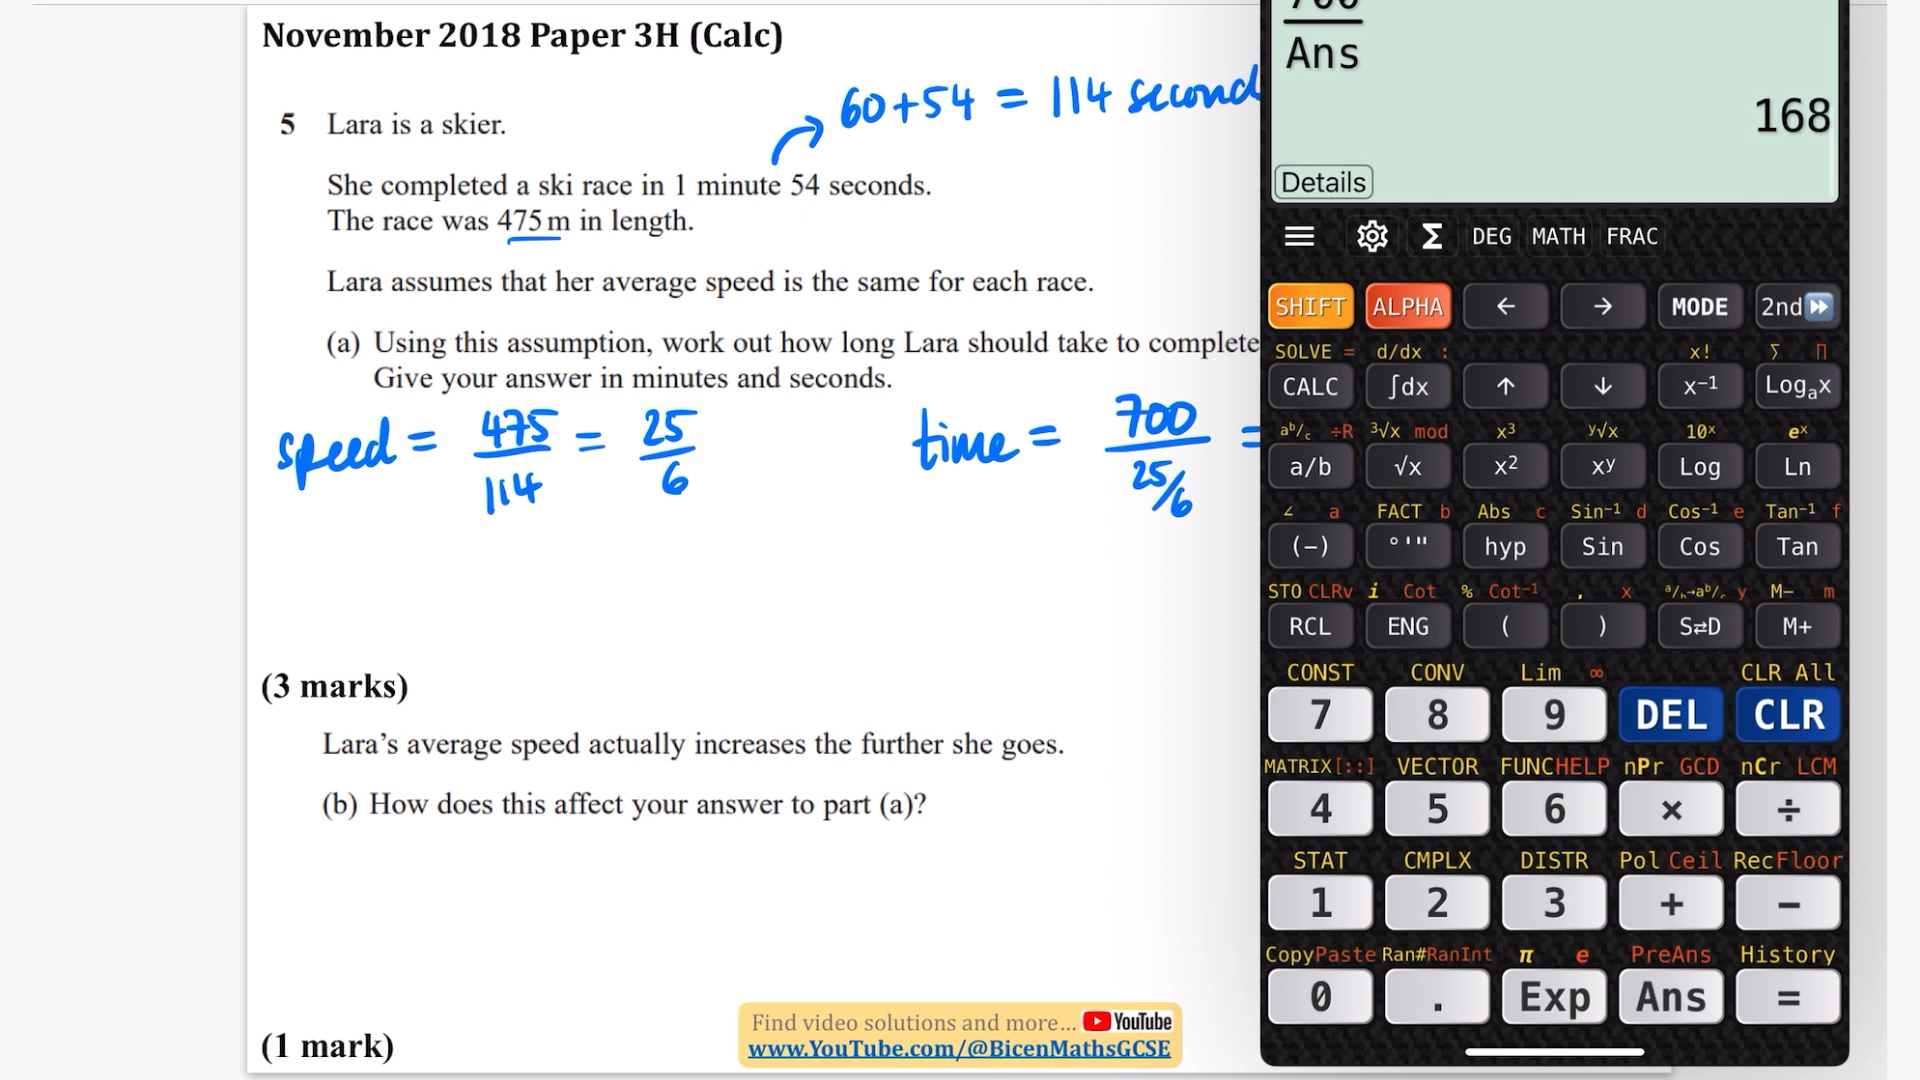 November 2018 Paper 3H (Calc)
60+54 = 114 second
5 Lara is a skier.
She completed a ski race in 1 minute 54 seconds.
The race was 475 m in length.
Lara assumes that her average speed is the same for each race.
(a) Using this assumption, work out how long Lara should take to complete
Give your answer in minutes and seconds.
speed = 475/114 = 25/6
time = 700/25/6 =
(3 marks)
Lara's average speed actually increases the further she goes.
(b) How does this affect your answer to part (a)?
(1 mark)
Find video solutions and more... YouTube
www.YouTube.com/@BicenMathsGCSE
700
Ans
168
Details
Σ DEG MATH FRAC
SHIFT ALPHA ← → MODE 2nd
SOLVE = d/dx : x! ∑ ∏
CALC ∫dx ↑ ↓ x⁻¹ Logₐx
aᵇ/c ÷R ³√x mod x³ ʸ√x 10ˣ eˣ
a/b √x x² xʸ Log Ln
∠ a FACT b Abs c Sin⁻¹ d Cos⁻¹ e Tan⁻¹ f
(−) °'" hyp Sin Cos Tan
STO CLRv i Cot % Cot⁻¹ , x y M− m
RCL ENG ( ) S⇄D M+
CONST CONV Lim ∞ CLR All
7 8 9 DEL CLR
MATRIX[::] VECTOR FUNC HELP nPr GCD nCr LCM
4 5 6 × ÷
STAT CMPLX DISTR Pol Ceil Rec Floor
1 2 3 + −
Copy Paste Ran# RanInt π e PreAns History
0 . Exp Ans =